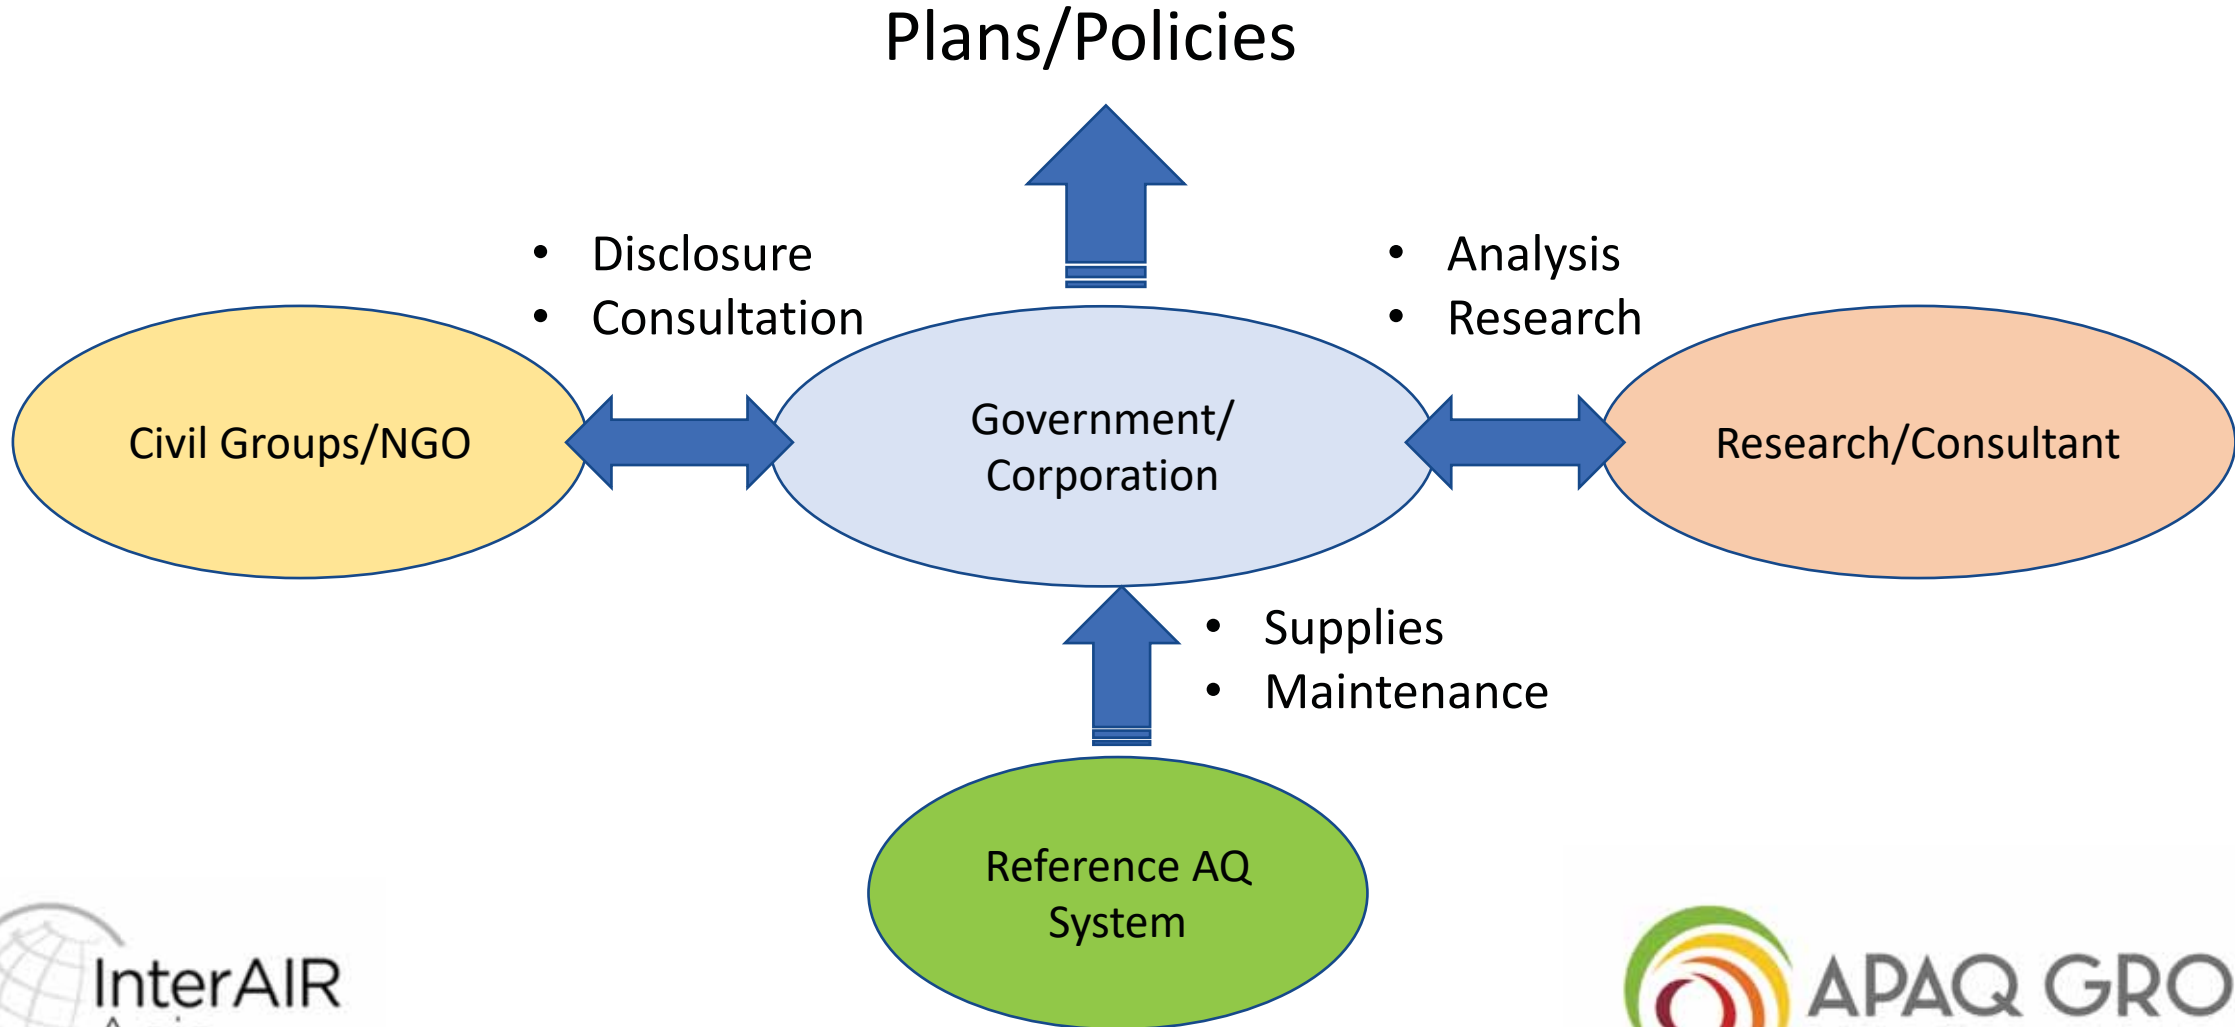 Plans/Policies
• Disclosure
• Consultation
• Analysis
• Research
Civil Groups/NGO
Government/
Corporation
Research/Consultant
• Supplies
• Maintenance
Reference AQ
System
InterAIR
APAQ GRO